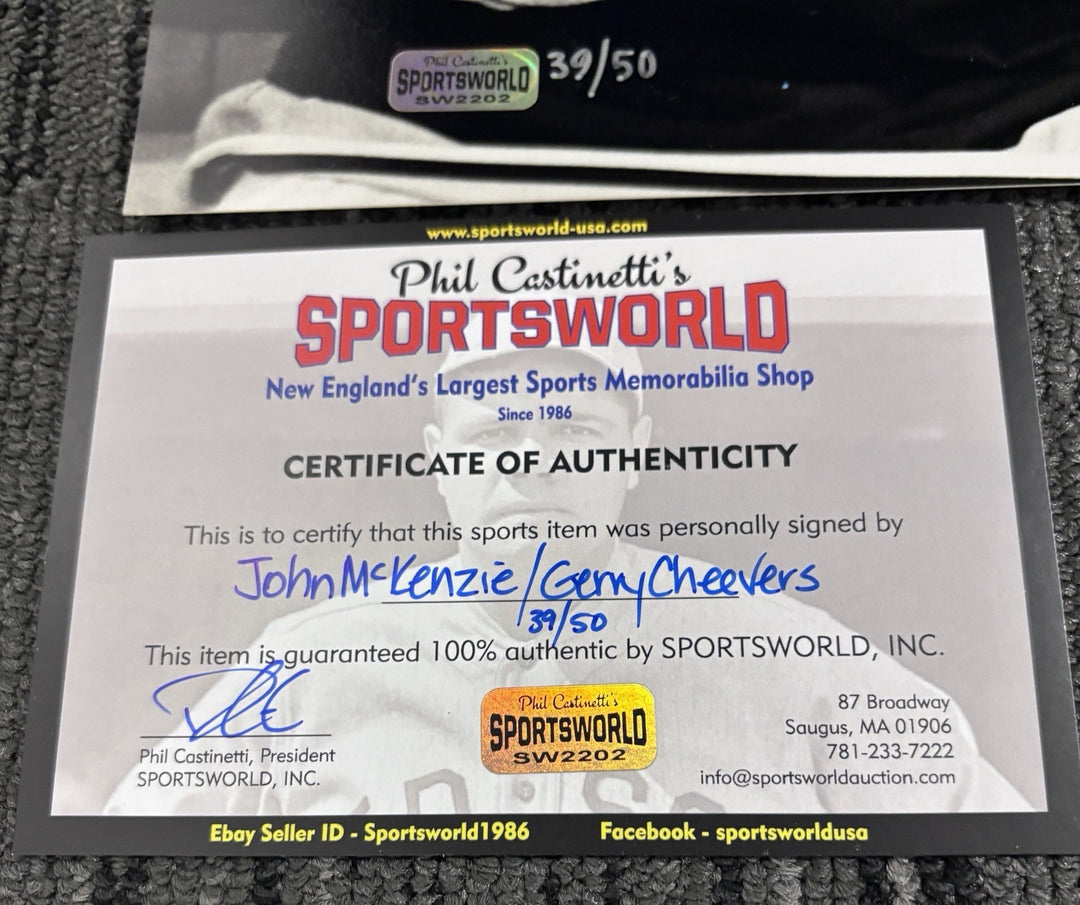 Phil Castinetti's
SPORTSWORLD
SW2202
39/50
www.sportsworld-usa.com
Phil Castinetti's
SPORTSWORLD
New England's Largest Sports Memorabilia Shop
Since 1986
CERTIFICATE OF AUTHENTICITY
This is to certify that this sports item was personally signed by
John McKenzie/Gerry Cheevers
39/50
This item is guaranteed 100% authentic by SPORTSWORLD, INC.
Phil Castinetti, President
SPORTSWORLD, INC.
Phil Castinetti's
SPORTSWORLD
SW2202
87 Broadway
Saugus, MA 01906
781-233-7222
info@sportsworldauction.com
Ebay Seller ID - Sportsworld1986
Facebook - sportsworldusa